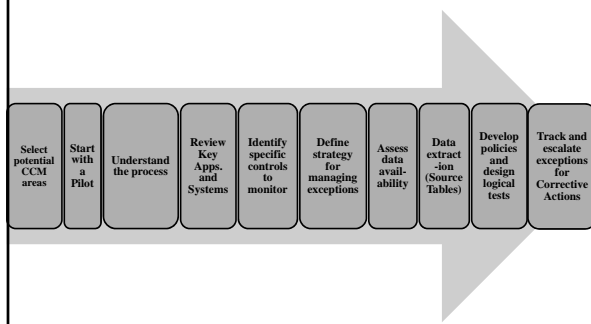 Select
potential
CCM
areas
Start
with
a
Pilot
Understand
the process
Review
Key
Apps.
and
Systems
Identify
specific
controls
to
monitor
Define
strategy
for
managing
exceptions
Assess
data
avail-
ability
Data
extract
-ion
(Source
Tables)
Develop
policies
and
design
logical
tests
Track and
escalate
exceptions
for
Corrective
Actions